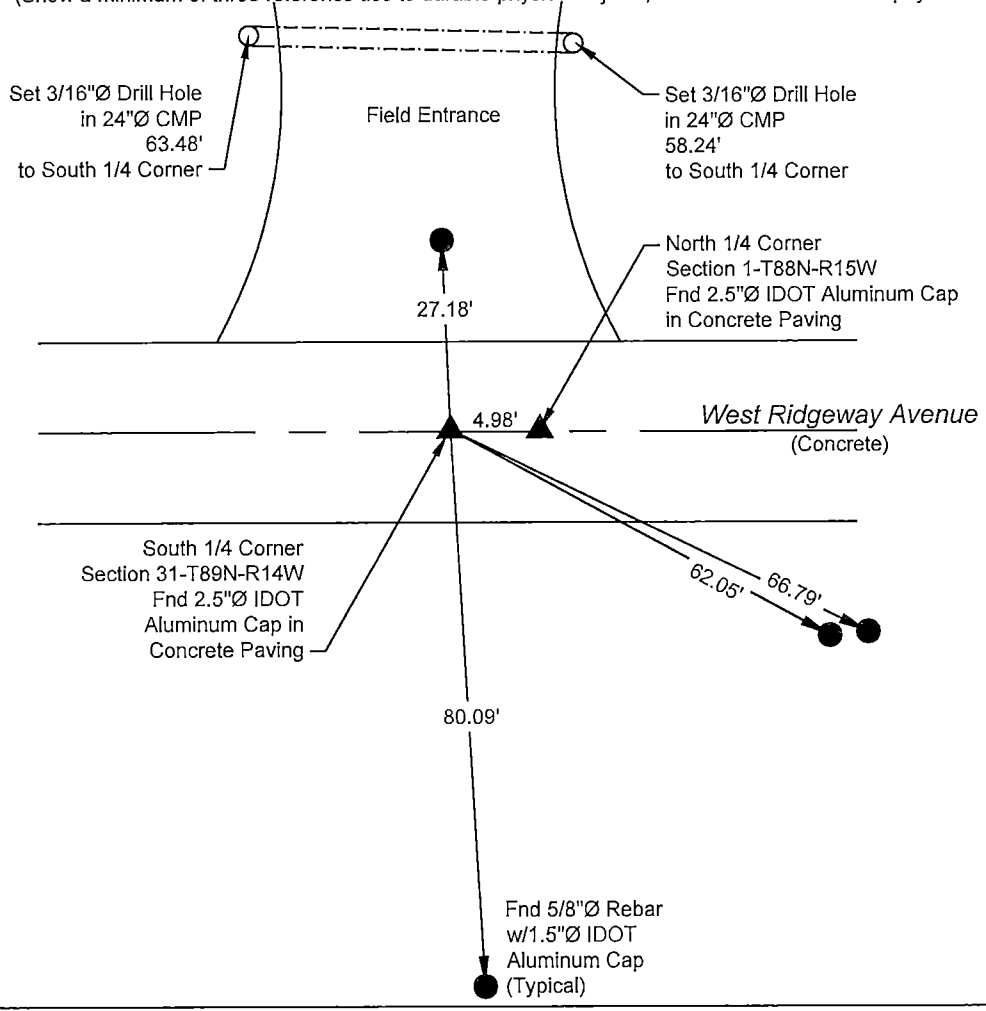 Set 3/16"Ø Drill Hole
in 24"Ø CMP
63.48'
to South 1/4 Corner
Field Entrance
Set 3/16"Ø Drill Hole
in 24"Ø CMP
58.24'
to South 1/4 Corner
North 1/4 Corner
Section 1-T88N-R15W
Fnd 2.5"Ø IDOT Aluminum Cap
in Concrete Paving
27.18'
4.98'
West Ridgeway Avenue
(Concrete)
South 1/4 Corner
Section 31-T89N-R14W
Fnd 2.5"Ø IDOT
Aluminum Cap in
Concrete Paving
62.05'
66.79'
80.09'
Fnd 5/8"Ø Rebar
w/1.5"Ø IDOT
Aluminum Cap
(Typical)